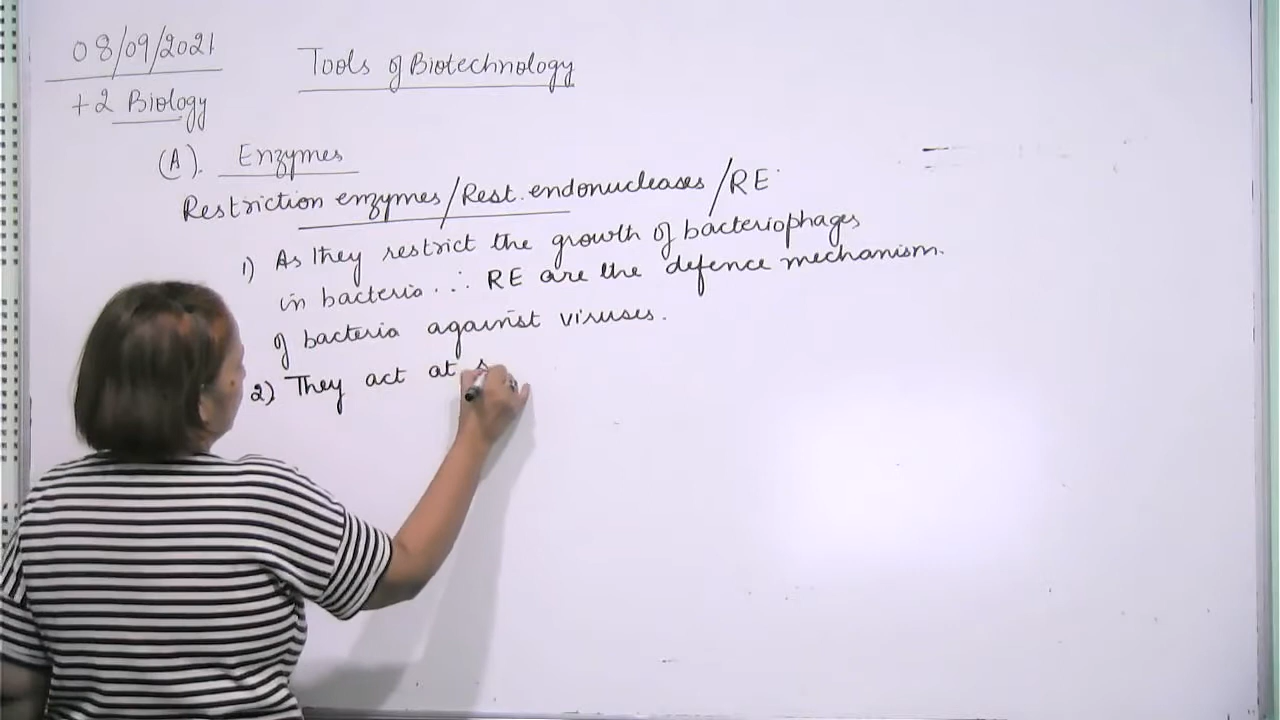 08/09/2021
+2 Biology
Tools of Biotechnology
(A). Enzymes
Restriction enzymes/Rest. endonucleases/RE
1) As they restrict the growth of bacteriophages
in bacteria. ∴ RE are the defence mechanism.
of bacteria against viruses.
2) They act at